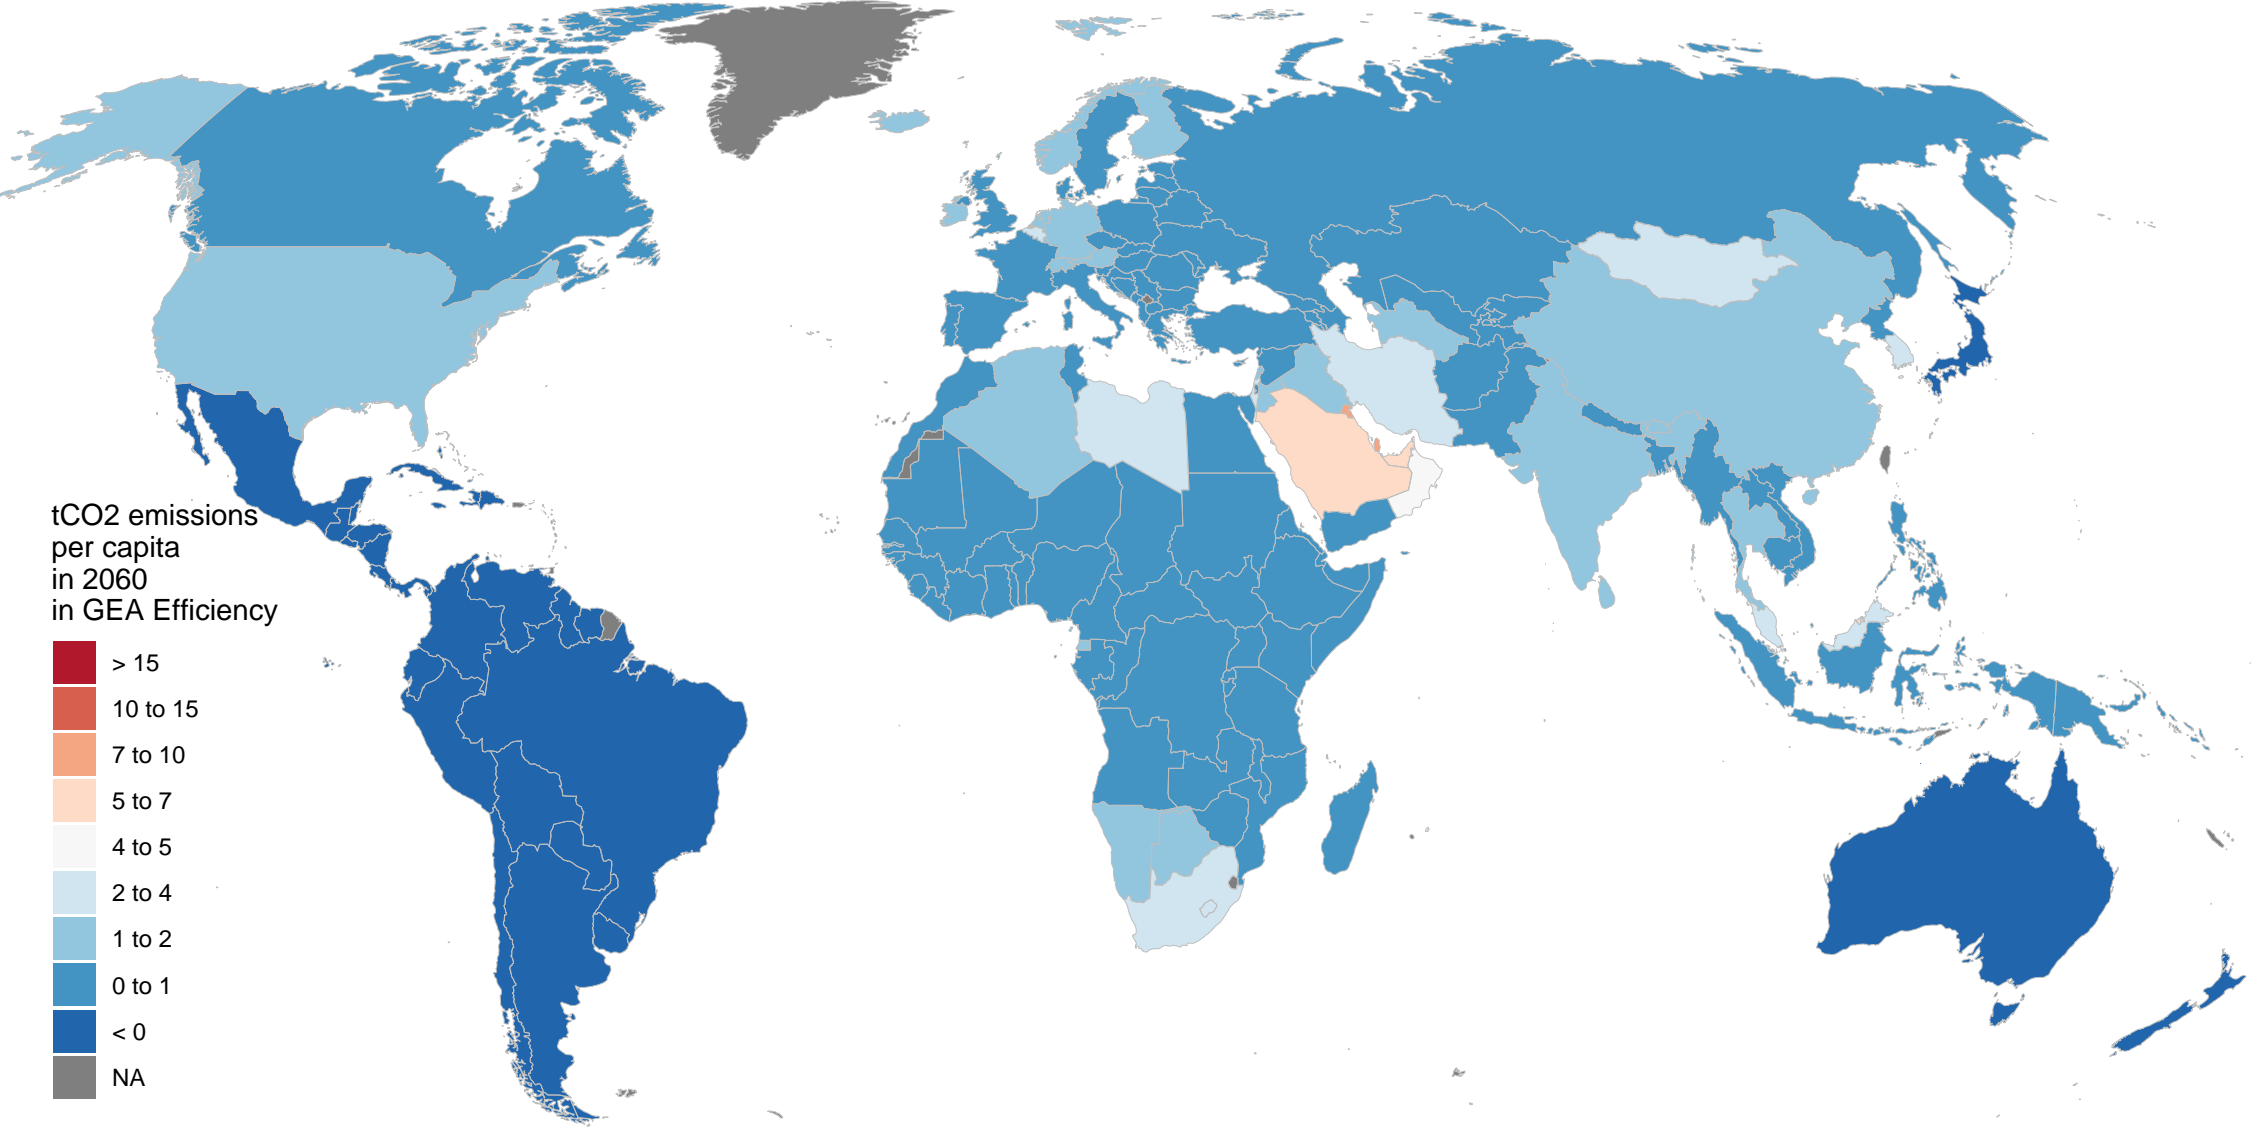 tCO2 emissions
per capita
in 2060
in GEA Efficiency
> 15
10 to 15
7 to 10
5 to 7
4 to 5
2 to 4
1 to 2
0 to 1
< 0
NA